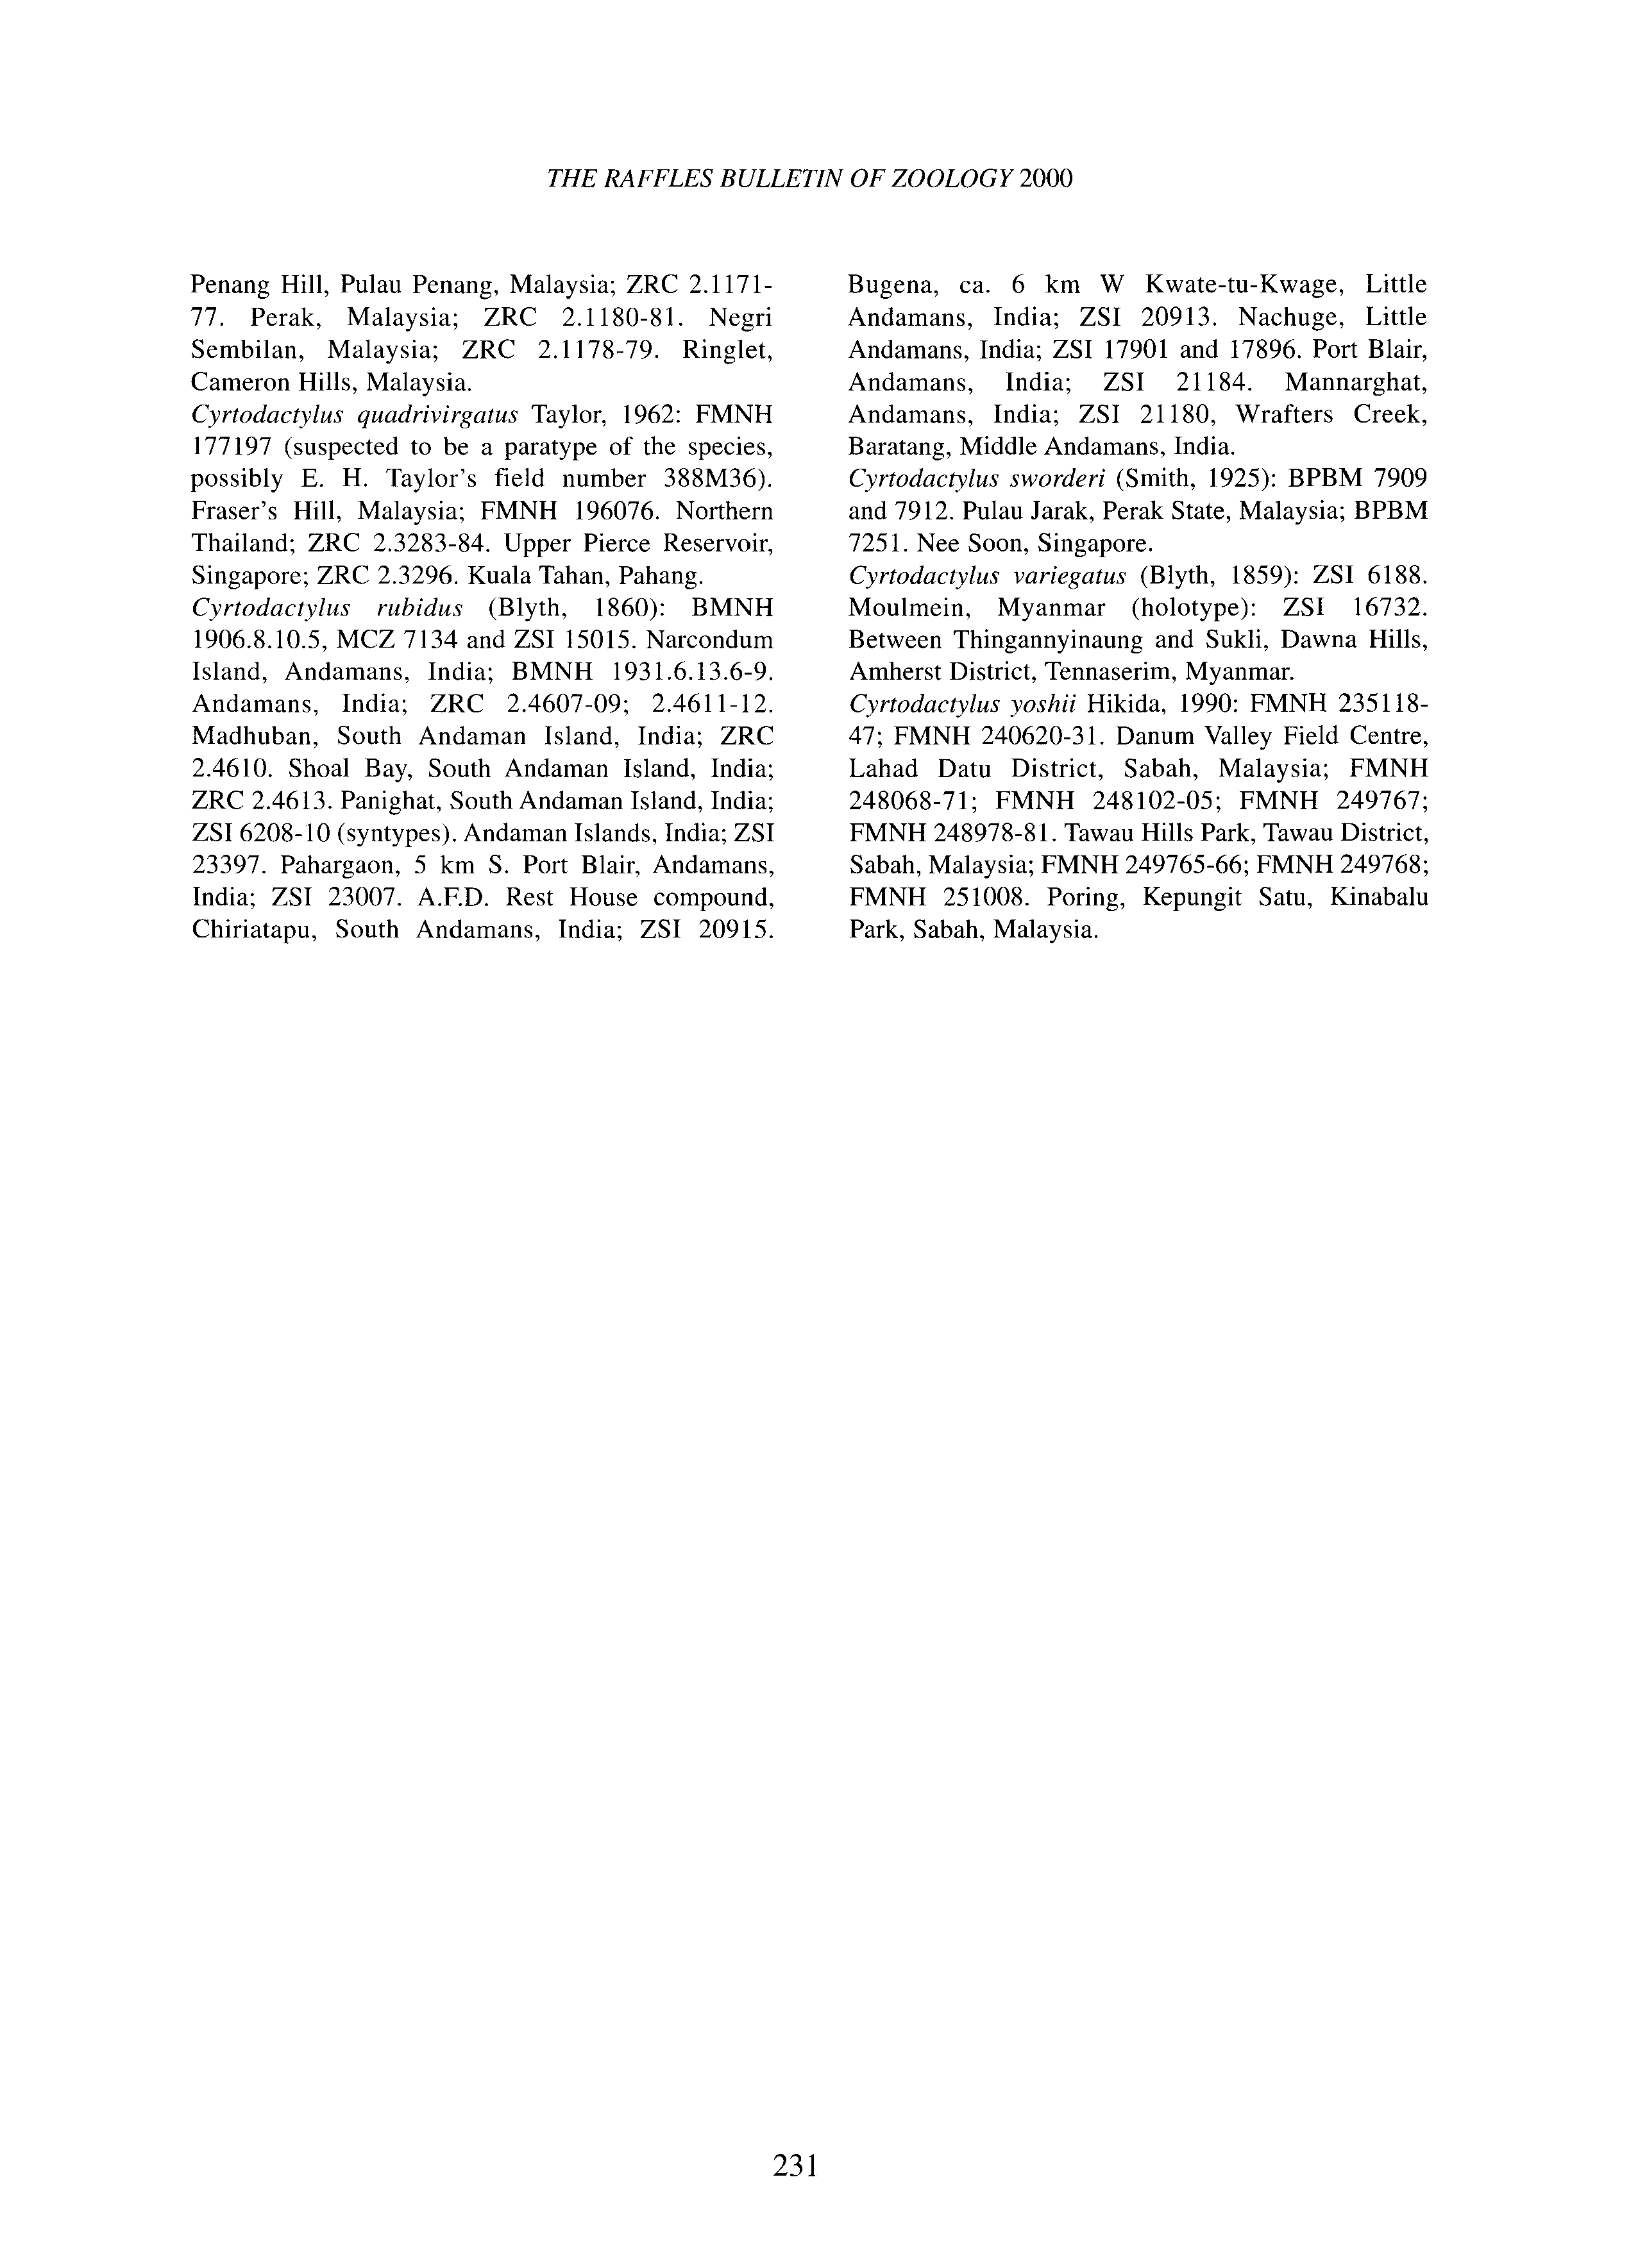 THE RAFFLES BULLETIN OF ZOOLOGY 2000
Penang Hill, Pulau Penang, Malaysia; ZRC 2.1171-
77. Perak, Malaysia; ZRC 2.1180-81. Negri
Sembilan, Malaysia; ZRC 2.1178-79. Ringlet,
Cameron Hills, Malaysia.
Cyrtodactylus quadrivirgatus Taylor, 1962: FMNH
177197 (suspected to be a paratype of the species,
possibly E. H. Taylor's field number 388M36).
Fraser's Hill, Malaysia; FMNH 196076. Northern
Thailand; ZRC 2.3283-84. Upper Pierce Reservoir,
Singapore; ZRC 2.3296. Kuala Tahan, Pahang.
Cyrtodactylus rubidus (Blyth, 1860): BMNH
1906.8.10.5, MCZ 7134 and ZSI 15015. Narcondum
Island, Andamans, India; BMNH 1931.6.13.6-9.
Andamans, India; ZRC 2.4607-09; 2.4611-12.
Madhuban, South Andaman Island, India; ZRC
2.4610. Shoal Bay, South Andaman Island, India;
ZRC 2.4613. Panighat, South Andaman Island, India;
ZSI 6208-10 (syntypes). Andaman Islands, India; ZSI
23397. Pahargaon, 5 km S. Port Blair, Andamans,
India; ZSI 23007. A.F.D. Rest House compound,
Chiriatapu, South Andamans, India; ZSI 20915.
Bugena, ca. 6 km W Kwate-tu-Kwage, Little
Andamans, India; ZSI 20913. Nachuge, Little
Andamans, India; ZSI 17901 and 17896. Port Blair,
Andamans, India; ZSI 21184. Mannarghat,
Andamans, India; ZSI 21180, Wrafters Creek,
Baratang, Middle Andamans, India.
Cyrtodactylus sworderi (Smith, 1925): BPBM 7909
and 7912. Pulau Jarak, Perak State, Malaysia; BPBM
7251. Nee Soon, Singapore.
Cyrtodactylus variegatus (Blyth, 1859): ZSI 6188.
Moulmein, Myanmar (holotype): ZSI 16732.
Between Thingannyinaung and Sukli, Dawna Hills,
Amherst District, Tennaserim, Myanmar.
Cyrtodactylus yoshii Hikida, 1990: FMNH 235118-
47; FMNH 240620-31. Danum Valley Field Centre,
Lahad Datu District, Sabah, Malaysia; FMNH
248068-71; FMNH 248102-05; FMNH 249767;
FMNH 248978-81. Tawau Hills Park, Tawau District,
Sabah, Malaysia; FMNH 249765-66; FMNH 249768;
FMNH 251008. Poring, Kepungit Satu, Kinabalu
Park, Sabah, Malaysia.
231